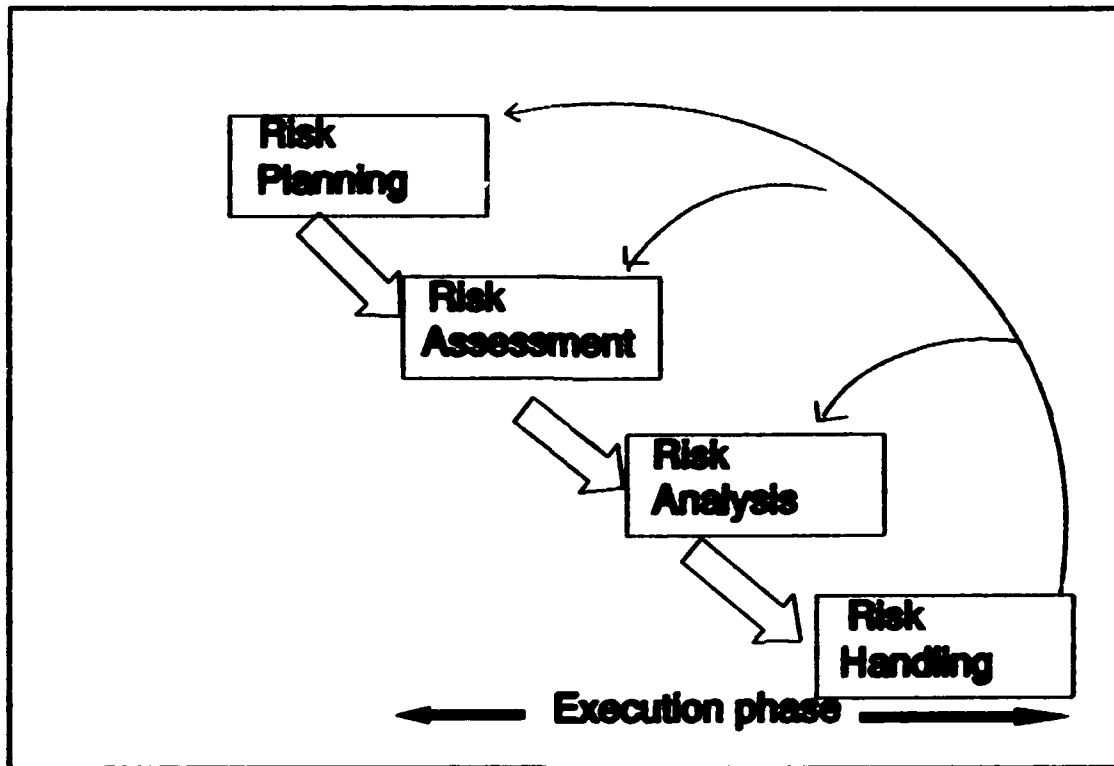 Risk
Planning
Risk
Assessment
Risk
Analysis
Risk
Handling
Execution phase